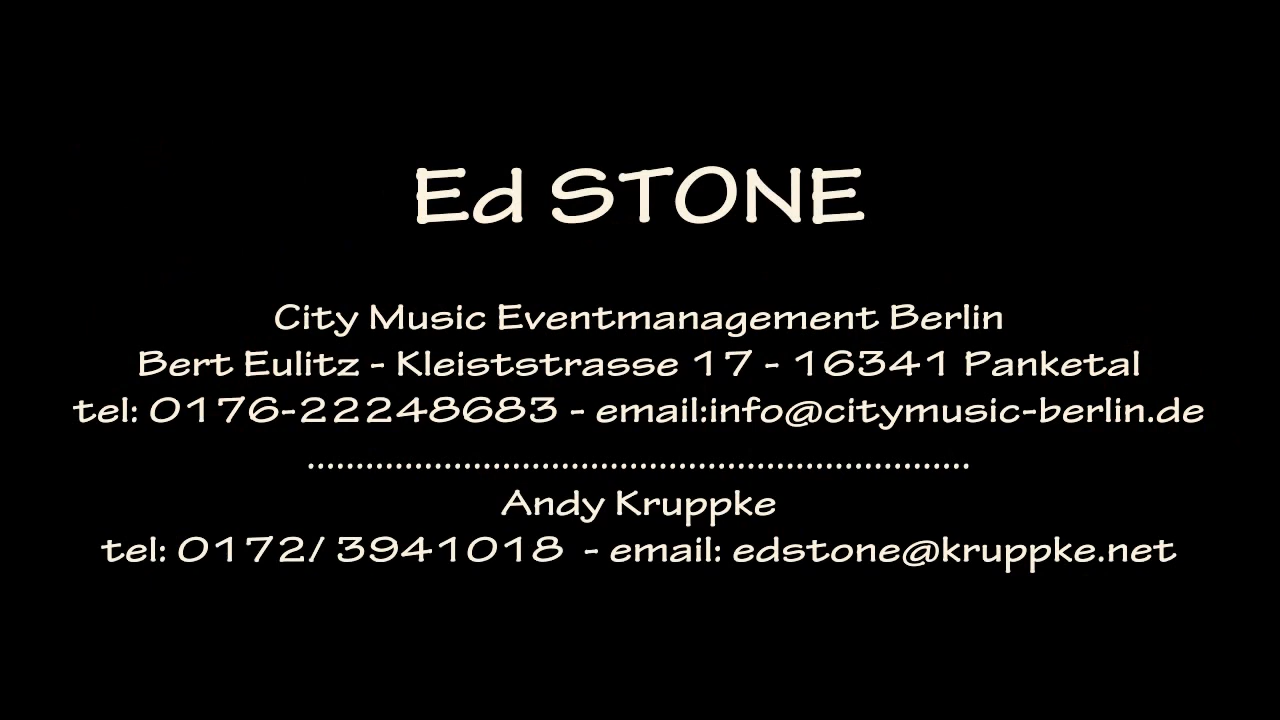 Ed STONE
City Music Eventmanagement Berlin
Bert Eulitz - Kleiststrasse 17 - 16341 Panketal
tel: 0176-22248683 - email:info@citymusic-berlin.de
....................................................................
Andy Kruppke
tel: 0172/ 3941018 - email: edstone@kruppke.net